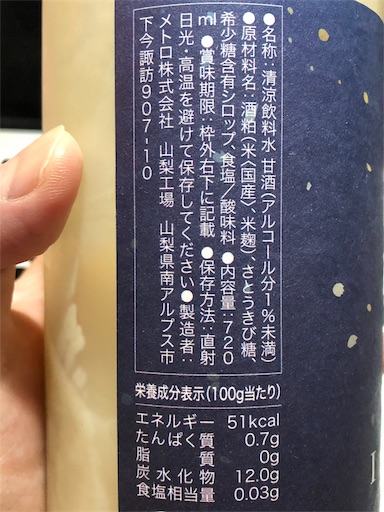 ●名称：清涼飲料水 甘酒(アルコール分1％未満)
●原材料名：酒粕(米〈国産〉、米麹)、さとうきび糖、
希少糖含有シロップ、食塩／酸味料 ●内容量：720
ml ●賞味期限：枠外右下に記載 ●保存方法：直射
日光・高温を避けて保存してください ●製造者：
メトロ株式会社 山梨工場 山梨県南アルプス市
下今諏訪907-10
栄養成分表示(100g当たり)
エネルギー 51kcal
たんぱく質 0.7g
脂質 0g
炭水化物 12.0g
食塩相当量 0.03g